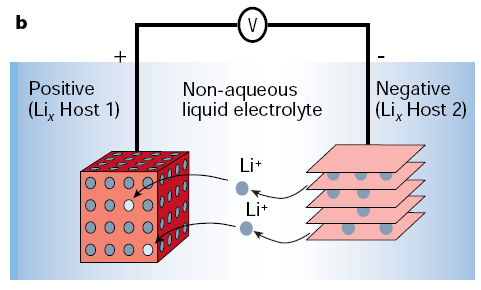 b
V
+
-
Positive
(Liₓ Host 1)
Non-aqueous
liquid electrolyte
Negative
(Liₓ Host 2)
Li⁺
Li⁺